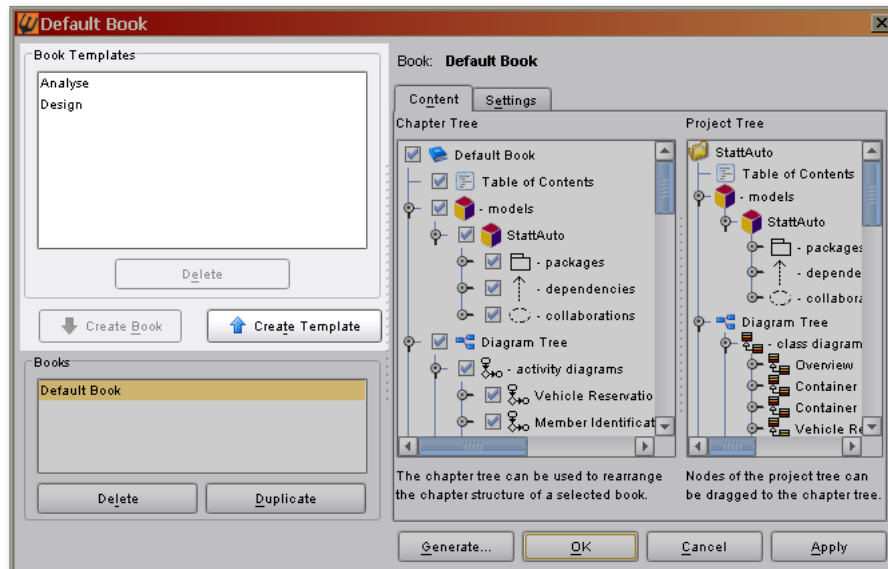 Default Book
Book Templates
Analyse
Design
Delete
Create Book
Create Template
Books
Default Book
Delete
Duplicate
Book: Default Book
Content
Settings
Chapter Tree
Default Book
Table of Contents
- models
StattAuto
- packages
- dependencies
- collaborations
Diagram Tree
- activity diagrams
Vehicle Reservatio
Member Identificat
The chapter tree can be used to rearrange
the chapter structure of a selected book.
Project Tree
StattAuto
Table of Contents
- models
StattAuto
- packages
- depende
- collabora
Diagram Tree
- class diagram
Overview
Container
Container
Vehicle Re
Nodes of the project tree can
be dragged to the chapter tree.
Generate...
OK
Cancel
Apply